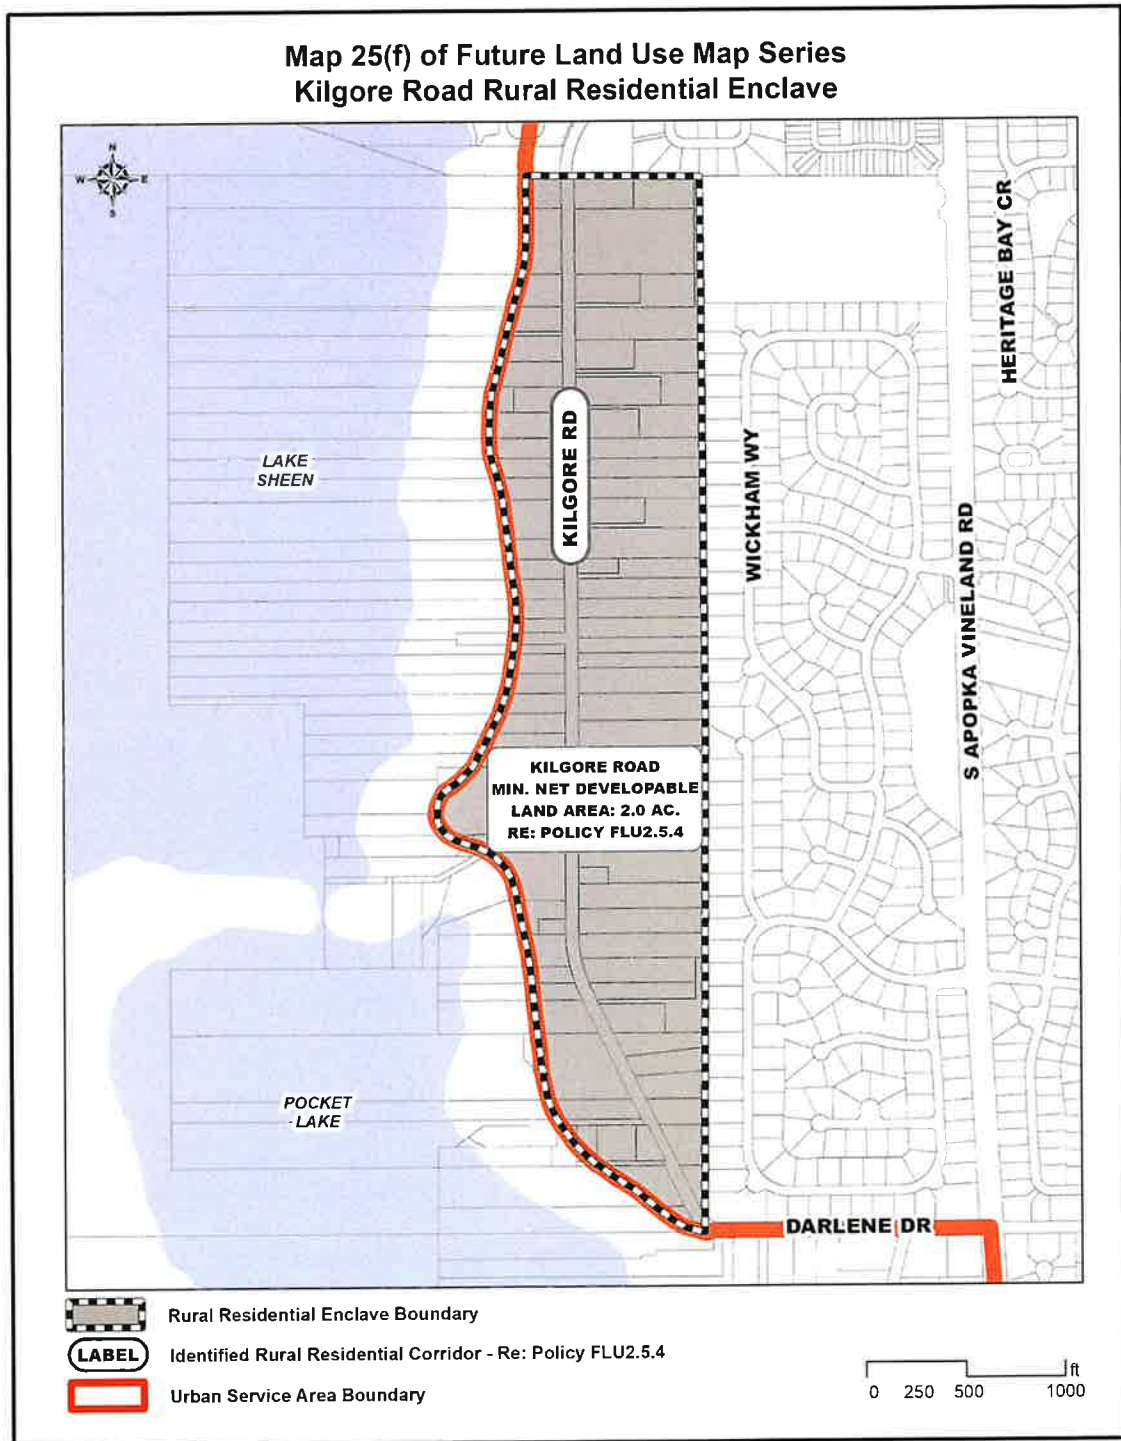 Map 25(f) of Future Land Use Map Series
Kilgore Road Rural Residential Enclave
N
W E
S
HERITAGE BAY CR
KILGORE RD
LAKE
SHEEN
WICKHAM WY
S APOPKA VINELAND RD
KILGORE ROAD
MIN. NET DEVELOPABLE
LAND AREA: 2.0 AC.
RE: POLICY FLU2.5.4
POCKET
LAKE
DARLENE DR
Rural Residential Enclave Boundary
LABEL Identified Rural Residential Corridor - Re: Policy FLU2.5.4
Urban Service Area Boundary
ft
0 250 500 1000